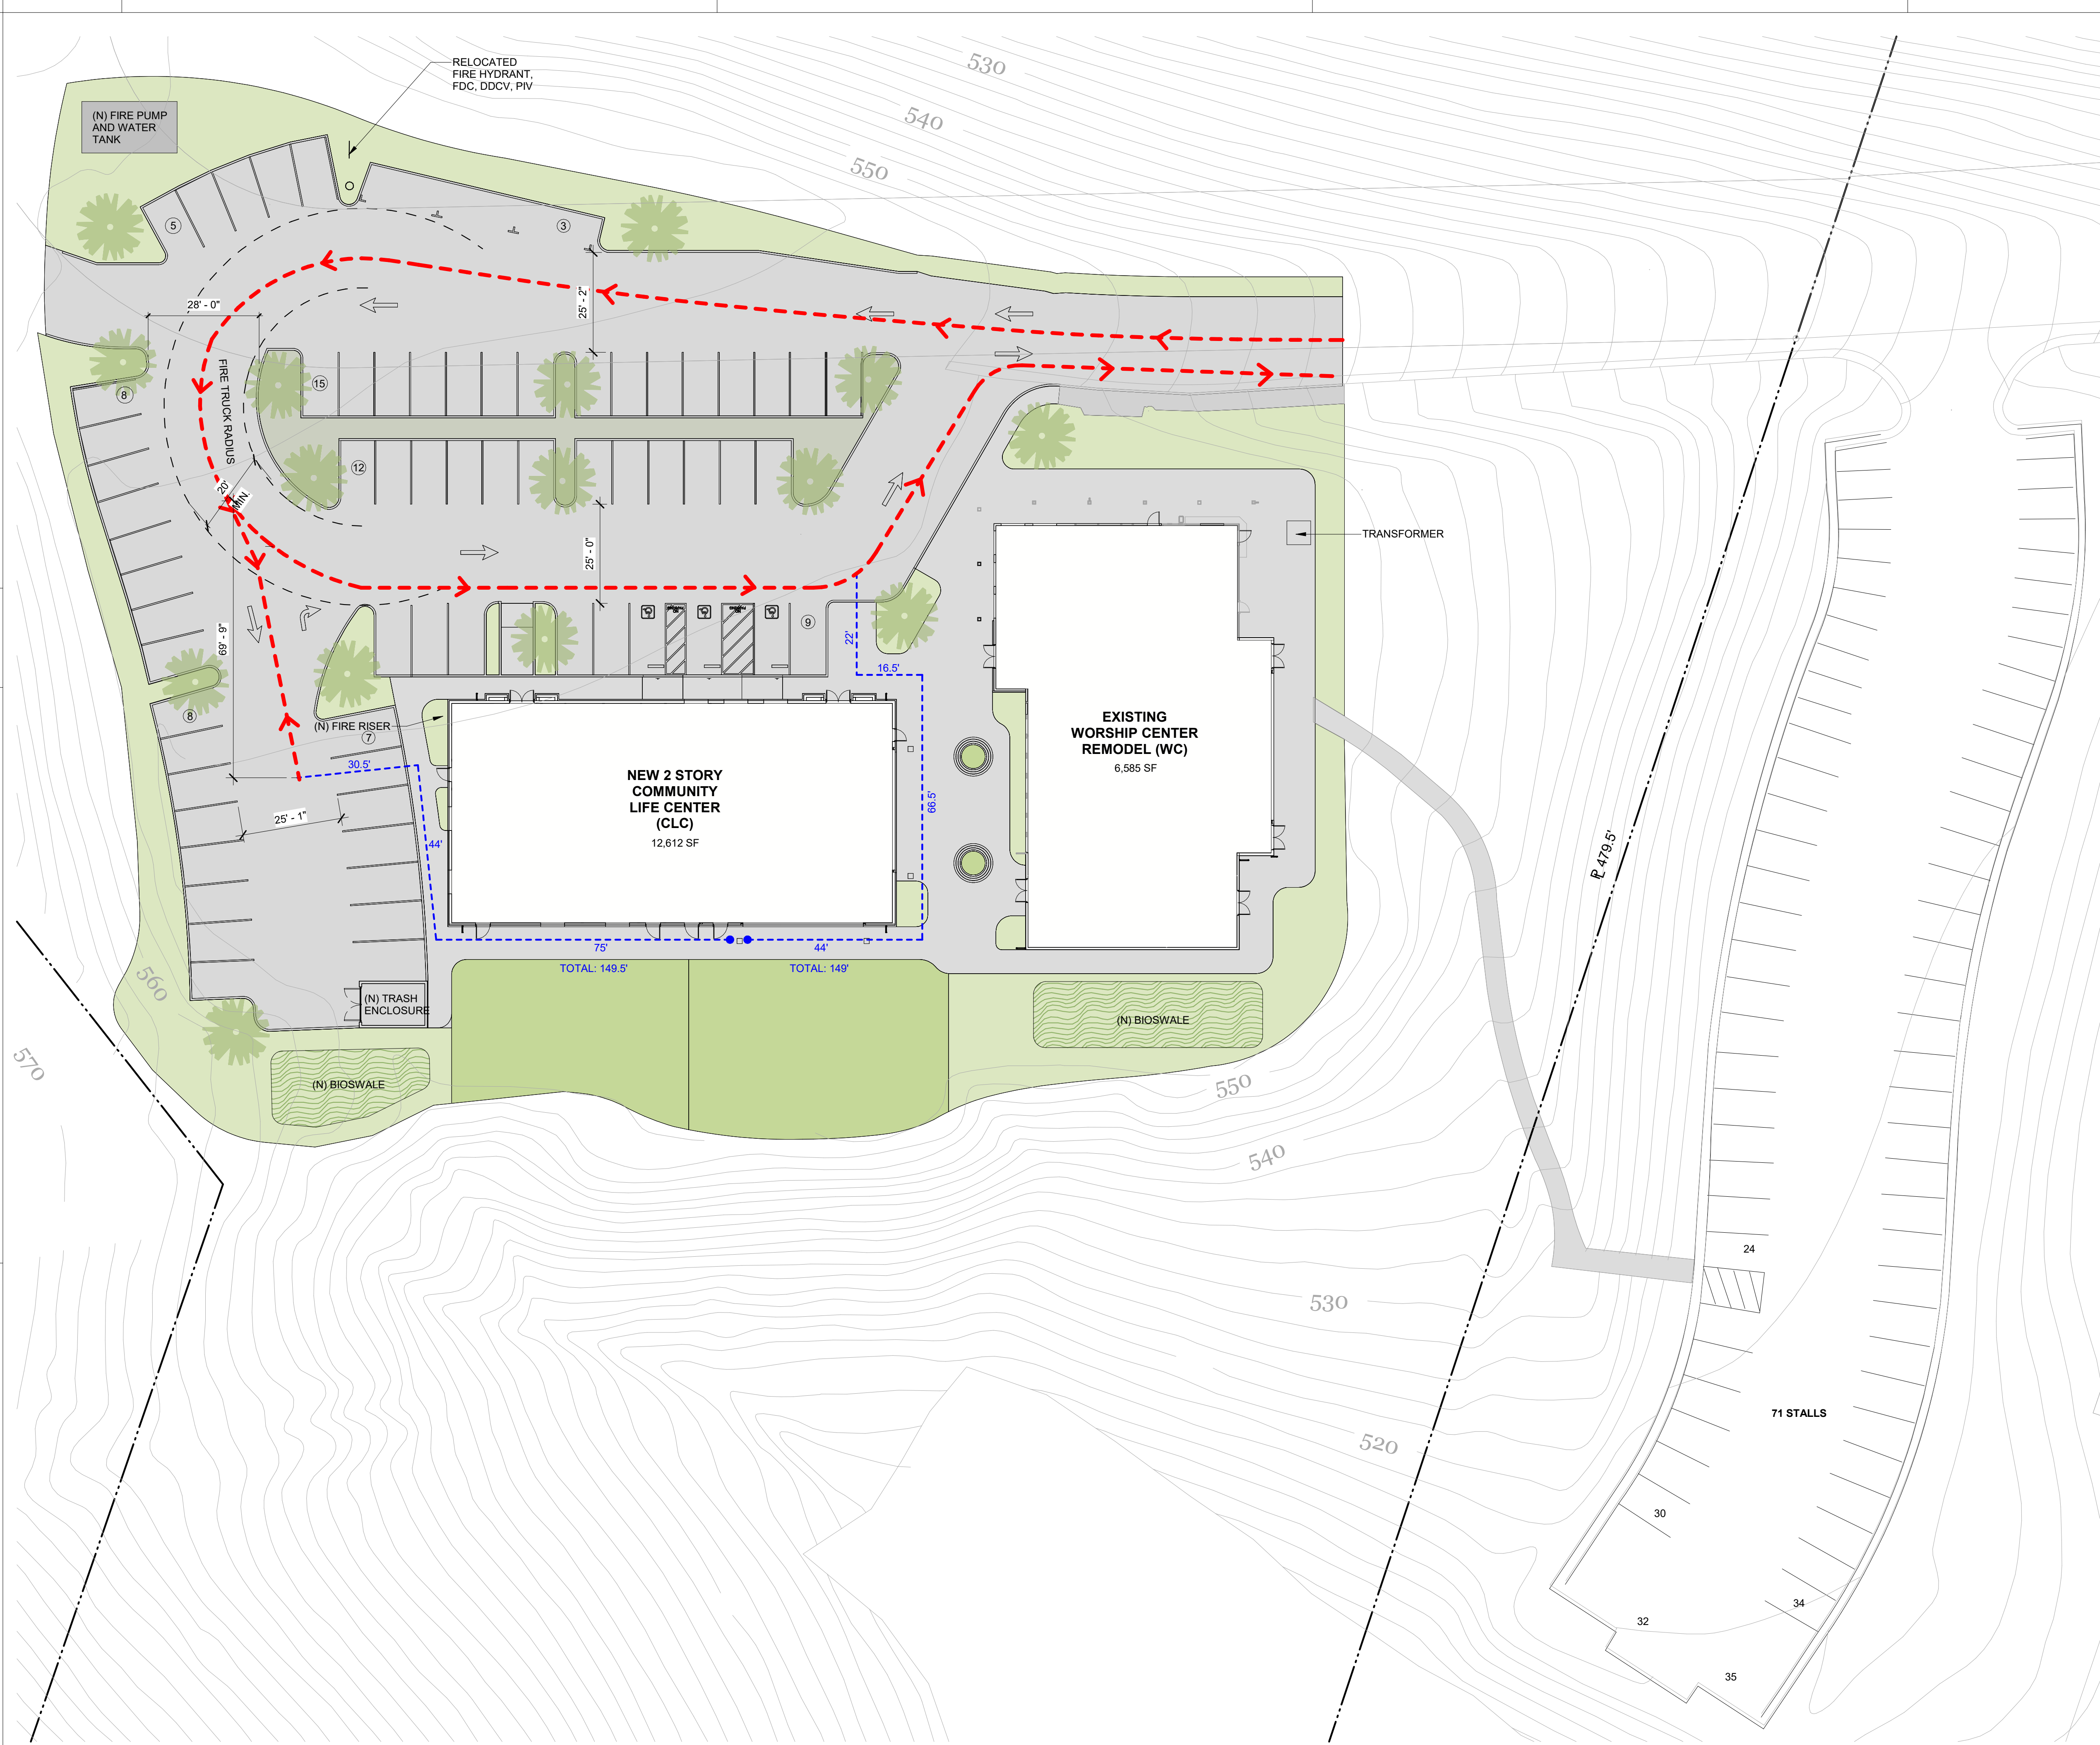 530
RELOCATED
FIRE HYDRANT,
FDC, DDCV, PIV
540
(N) FIRE PUMP
AND WATER
TANK
550
5
3
28' - 0"
25' - 2"
FIRE TRUCK RADIUS
15
8
12
20'
MIN.
TRANSFORMER
25' - 0"
9
22'
69' - 9"
16.5'
8
(N) FIRE RISER
7
EXISTING
WORSHIP CENTER
REMODEL (WC)
6,585 SF
30.5'
NEW 2 STORY
COMMUNITY
LIFE CENTER
(CLC)
12,612 SF
66.5'
25' - 1"
44'
PL 479.5'
75'
44'
TOTAL: 149.5'
TOTAL: 149'
560
(N) TRASH
ENCLOSURE
(N) BIOSWALE
570
(N) BIOSWALE
550
540
24
530
71 STALLS
520
30
34
32
35